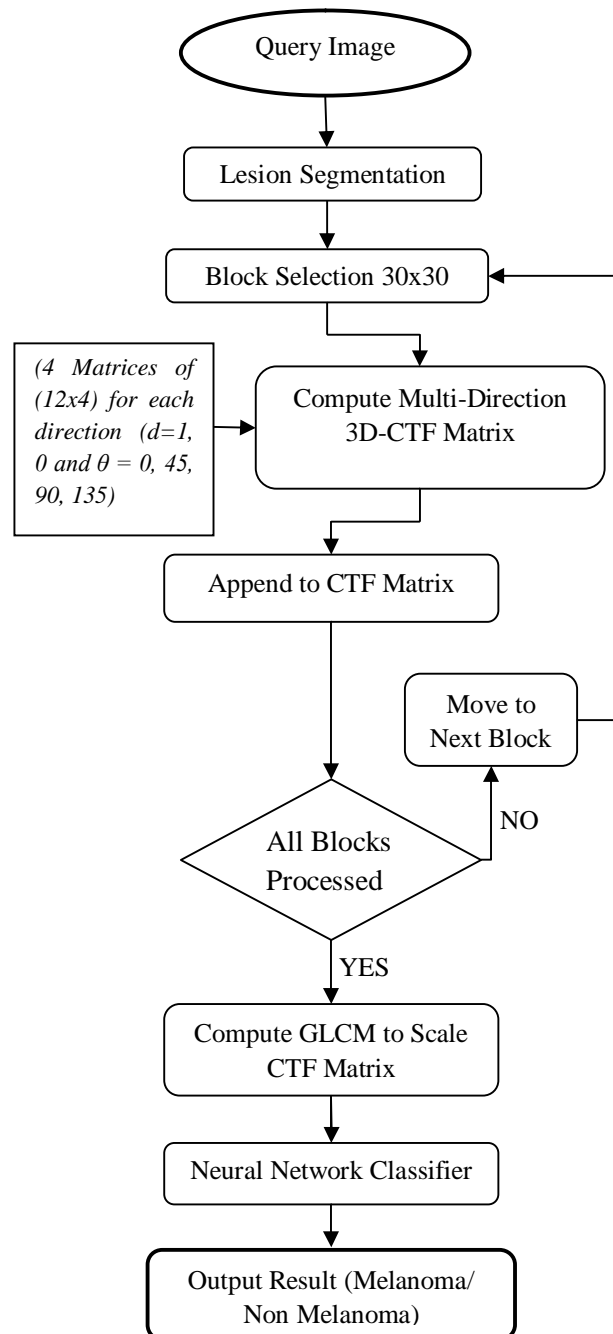 Query Image
Lesion Segmentation
Block Selection 30x30
(4 Matrices of
(12x4) for each
direction (d=1,
0 and θ = 0, 45,
90, 135)
Compute Multi-Direction
3D-CTF Matrix
Append to CTF Matrix
Move to
Next Block
NO
All Blocks
Processed
YES
Compute GLCM to Scale
CTF Matrix
Neural Network Classifier
Output Result (Melanoma/
Non Melanoma)